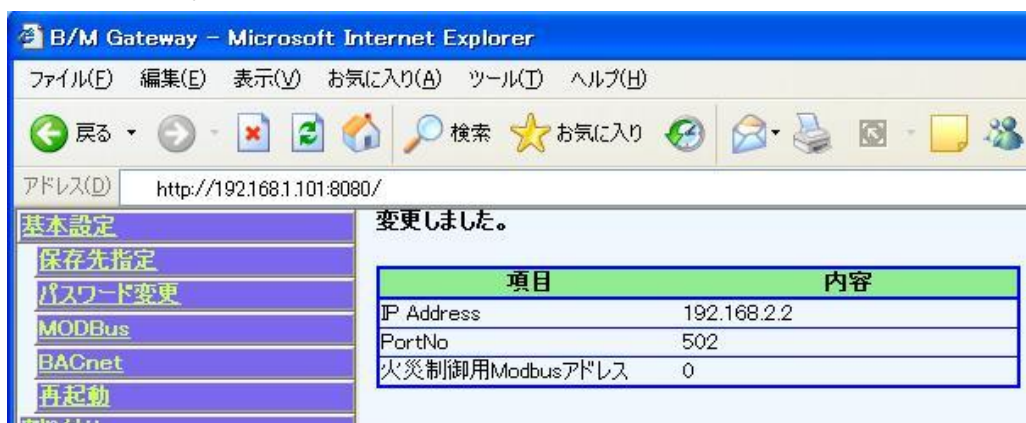 B/M Gateway - Microsoft Internet Explorer
ファイル(F) 編集(E) 表示(V) お気に入り(A) ツール(T) ヘルプ(H)
戻る 検索 お気に入り
アドレス(D) http://192.168.1.101:8080/
基本設定
保存先指定
パスワード変更
MODBus
BACnet
再起動
変更しました。
項目 内容
IP Address 192.168.2.2
PortNo 502
火災制御用Modbusアドレス 0